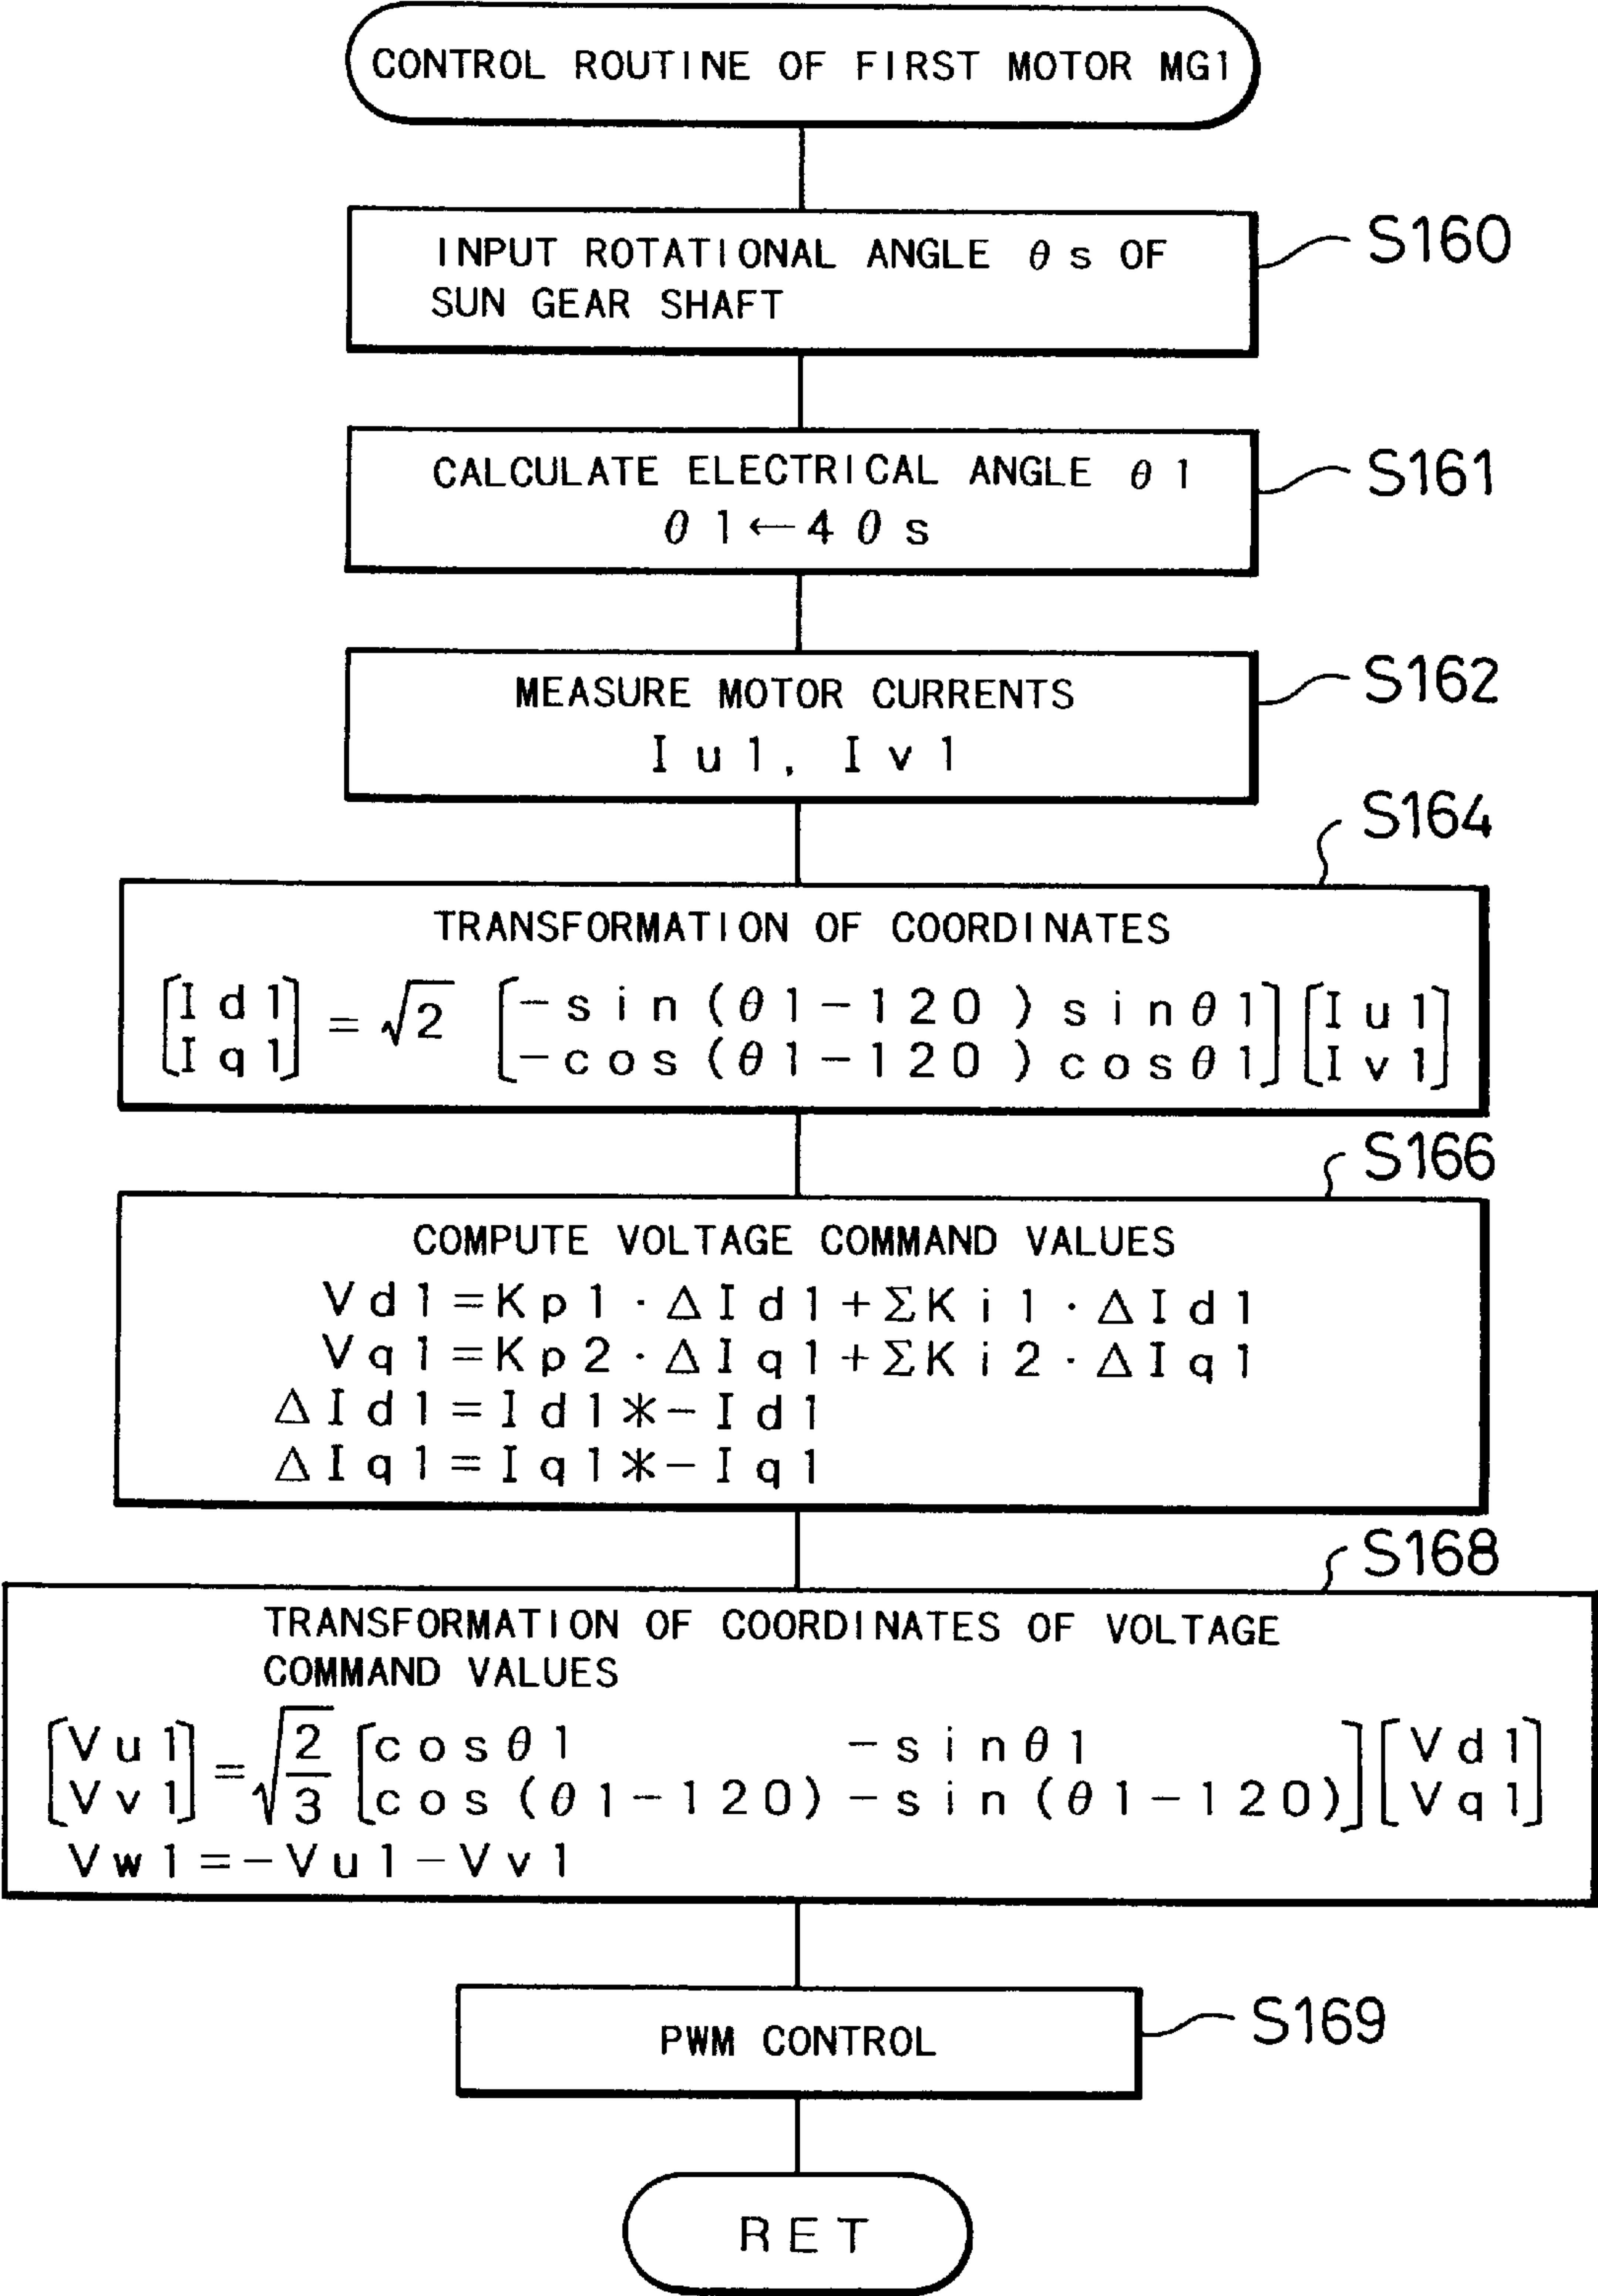 CONTROL ROUTINE OF FIRST MOTOR MG1
INPUT ROTATIONAL ANGLE θs OF
SUN GEAR SHAFT
S160
CALCULATE ELECTRICAL ANGLE θ1
θ1←4θs
S161
MEASURE MOTOR CURRENTS
Iu1, Iv1
S162
S164
TRANSFORMATION OF COORDINATES
[Id1] = √2 [-sin(θ1-120) sinθ1][Iu1]
[Iq1] [-cos(θ1-120) cosθ1][Iv1]
S166
COMPUTE VOLTAGE COMMAND VALUES
Vd1=Kp1·ΔId1+ΣKi1·ΔId1
Vq1=Kp2·ΔIq1+ΣKi2·ΔIq1
ΔId1=Id1*-Id1
ΔIq1=Iq1*-Iq1
S168
TRANSFORMATION OF COORDINATES OF VOLTAGE
COMMAND VALUES
[Vu1] = √2/3 [cosθ1 -sinθ1][Vd1]
[Vv1] [cos(θ1-120) -sin(θ1-120)][Vq1]
Vw1=-Vu1-Vv1
PWM CONTROL
S169
RET